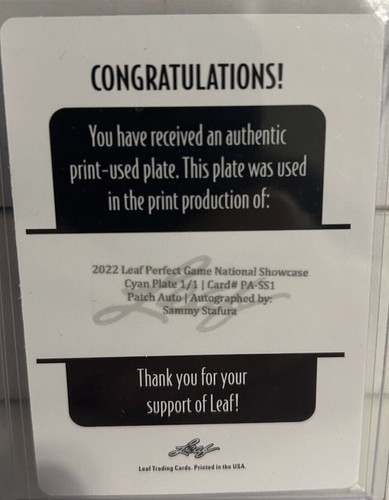 CONGRATULATIONS!
You have received an authentic
print-used plate. This plate was used
in the print production of:
2022 Leaf Perfect Game National Showcase
Cyan Plate 1/1 | Card# PA-SS1
Patch Auto | Autographed by:
Sammy Stafura
Thank you for your
support of Leaf!
Leaf
Leaf Trading Cards. Printed in the USA.